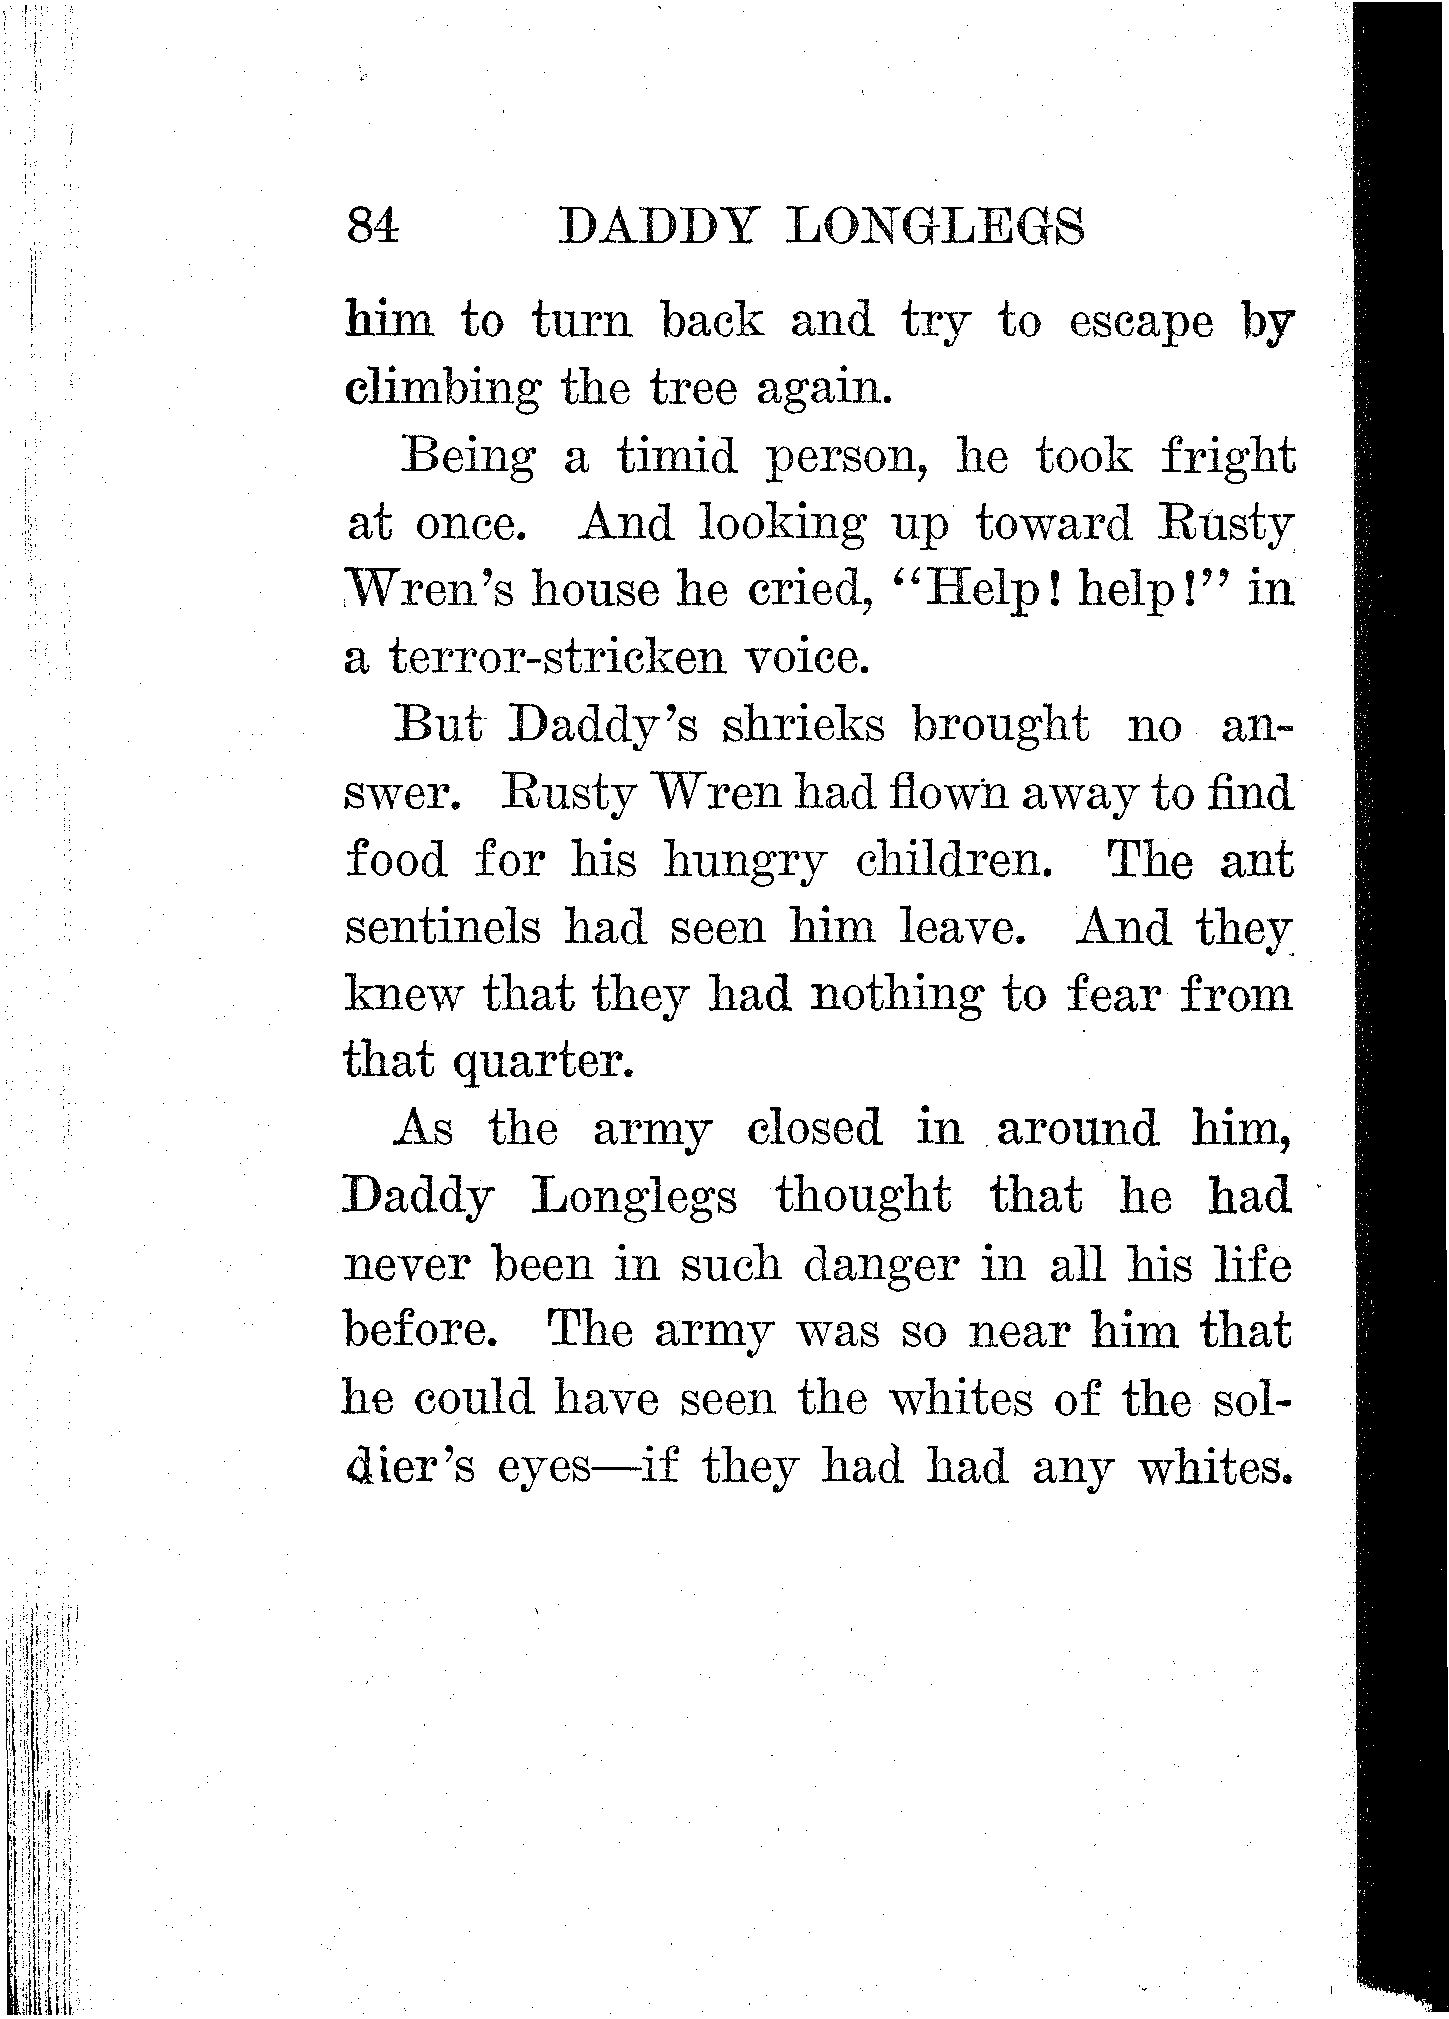 84 DADDY LONGLEGS
him to turn back and try to escape by
climbing the tree again.
Being a timid person, he took fright
at once. And looking up toward Rusty
Wren's house he cried, "Help! help!" in
a terror-stricken voice.
But Daddy's shrieks brought no an-
swer. Rusty Wren had flown away to find
food for his hungry children. The ant
sentinels had seen him leave. And they
knew that they had nothing to fear from
that quarter.
As the army closed in around him,
Daddy Longlegs thought that he had
never been in such danger in all his life
before. The army was so near him that
he could have seen the whites of the sol-
dier's eyes—if they had had any whites.